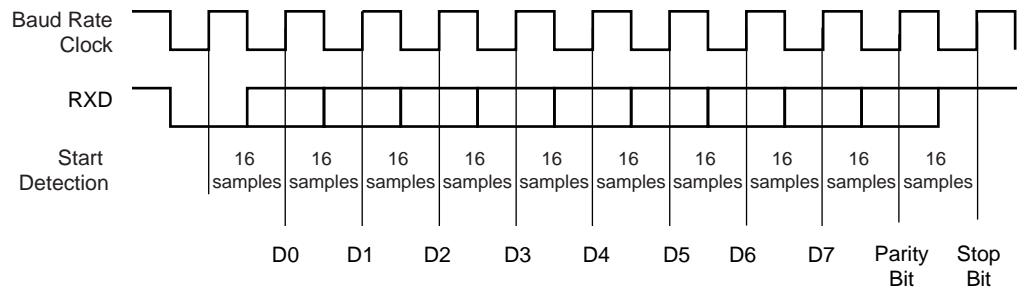 Baud Rate
Clock
RXD
Start
Detection
16 16 16 16 16 16 16 16 16 16
samples samples samples samples samples samples samples samples samples samples
D0 D1 D2 D3 D4 D5 D6 D7 Parity Stop
Bit Bit